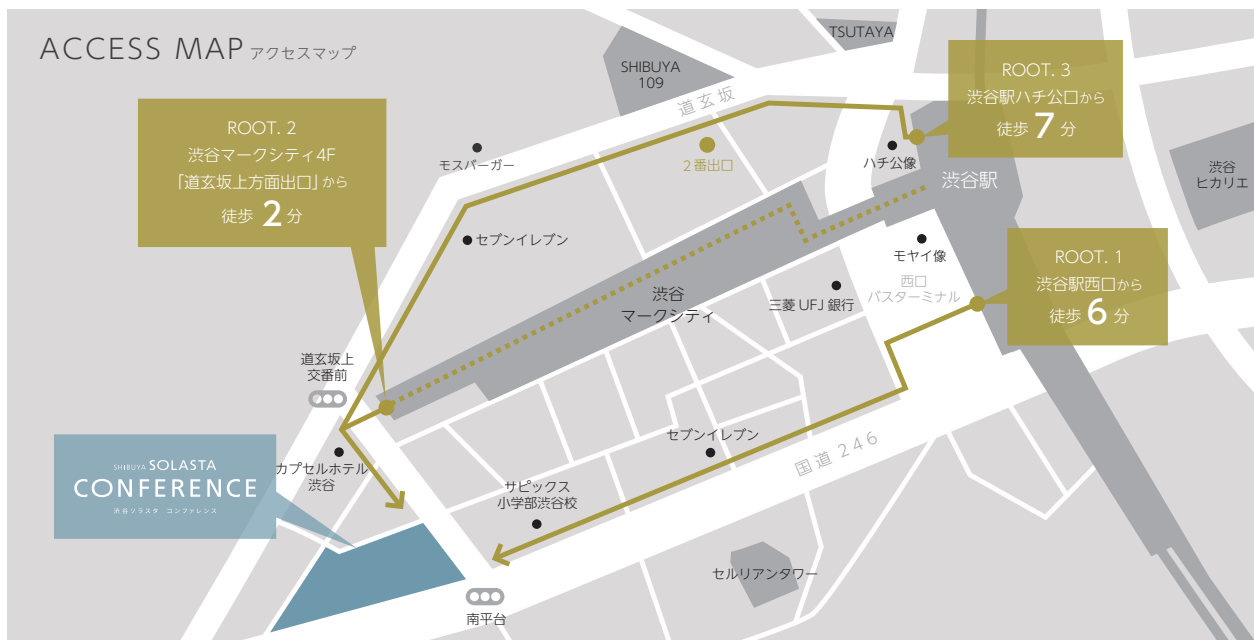 ACCESS MAP アクセスマップ
TSUTAYA
SHIBUYA
109
道玄坂
ROOT. 3
渋谷駅ハチ公口から
徒歩 7 分
ROOT. 2
渋谷マークシティ4F
「道玄坂上方面出口」から
徒歩 2 分
モスバーガー
2番出口
ハチ公像
渋谷駅
渋谷
ヒカリエ
セブンイレブン
モヤイ像
西口
バスターミナル
ROOT. 1
渋谷駅西口から
徒歩 6 分
渋谷
マークシティ
三菱 UFJ 銀行
道玄坂上
交番前
セブンイレブン
国道 246
SHIBUYA SOLASTA
CONFERENCE
渋谷ソラスタ コンファレンス
カプセルホテル
渋谷
サピックス
小学部渋谷校
セルリアンタワー
南平台